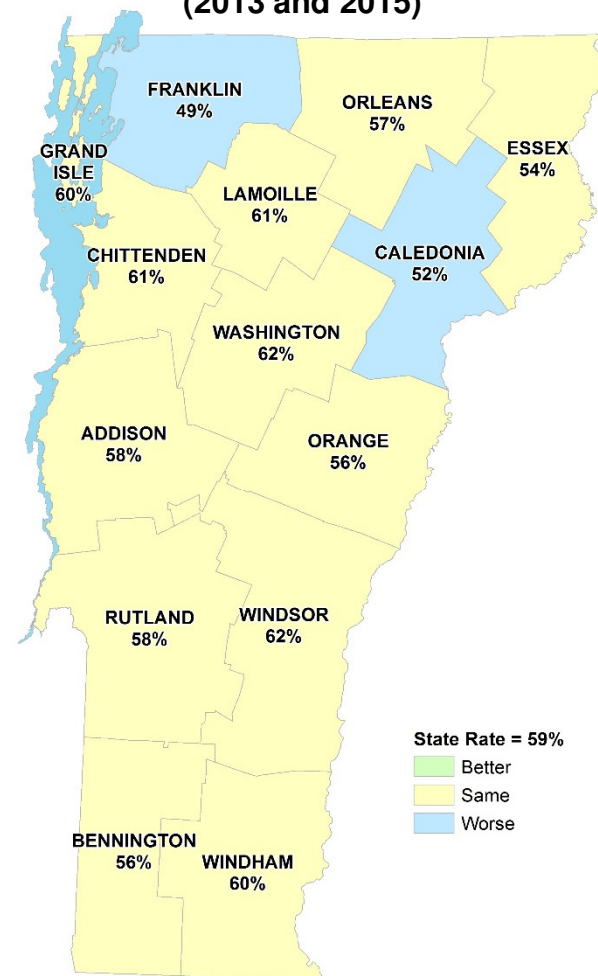 (2013 and 2015)
FRANKLIN
49%
ORLEANS
57%
ESSEX
54%
GRAND
ISLE
60%
LAMOILLE
61%
CHITTENDEN
61%
CALEDONIA
52%
WASHINGTON
62%
ADDISON
58%
ORANGE
56%
RUTLAND
58%
WINDSOR
62%
State Rate = 59%
Better
Same
Worse
BENNINGTON
56%
WINDHAM
60%